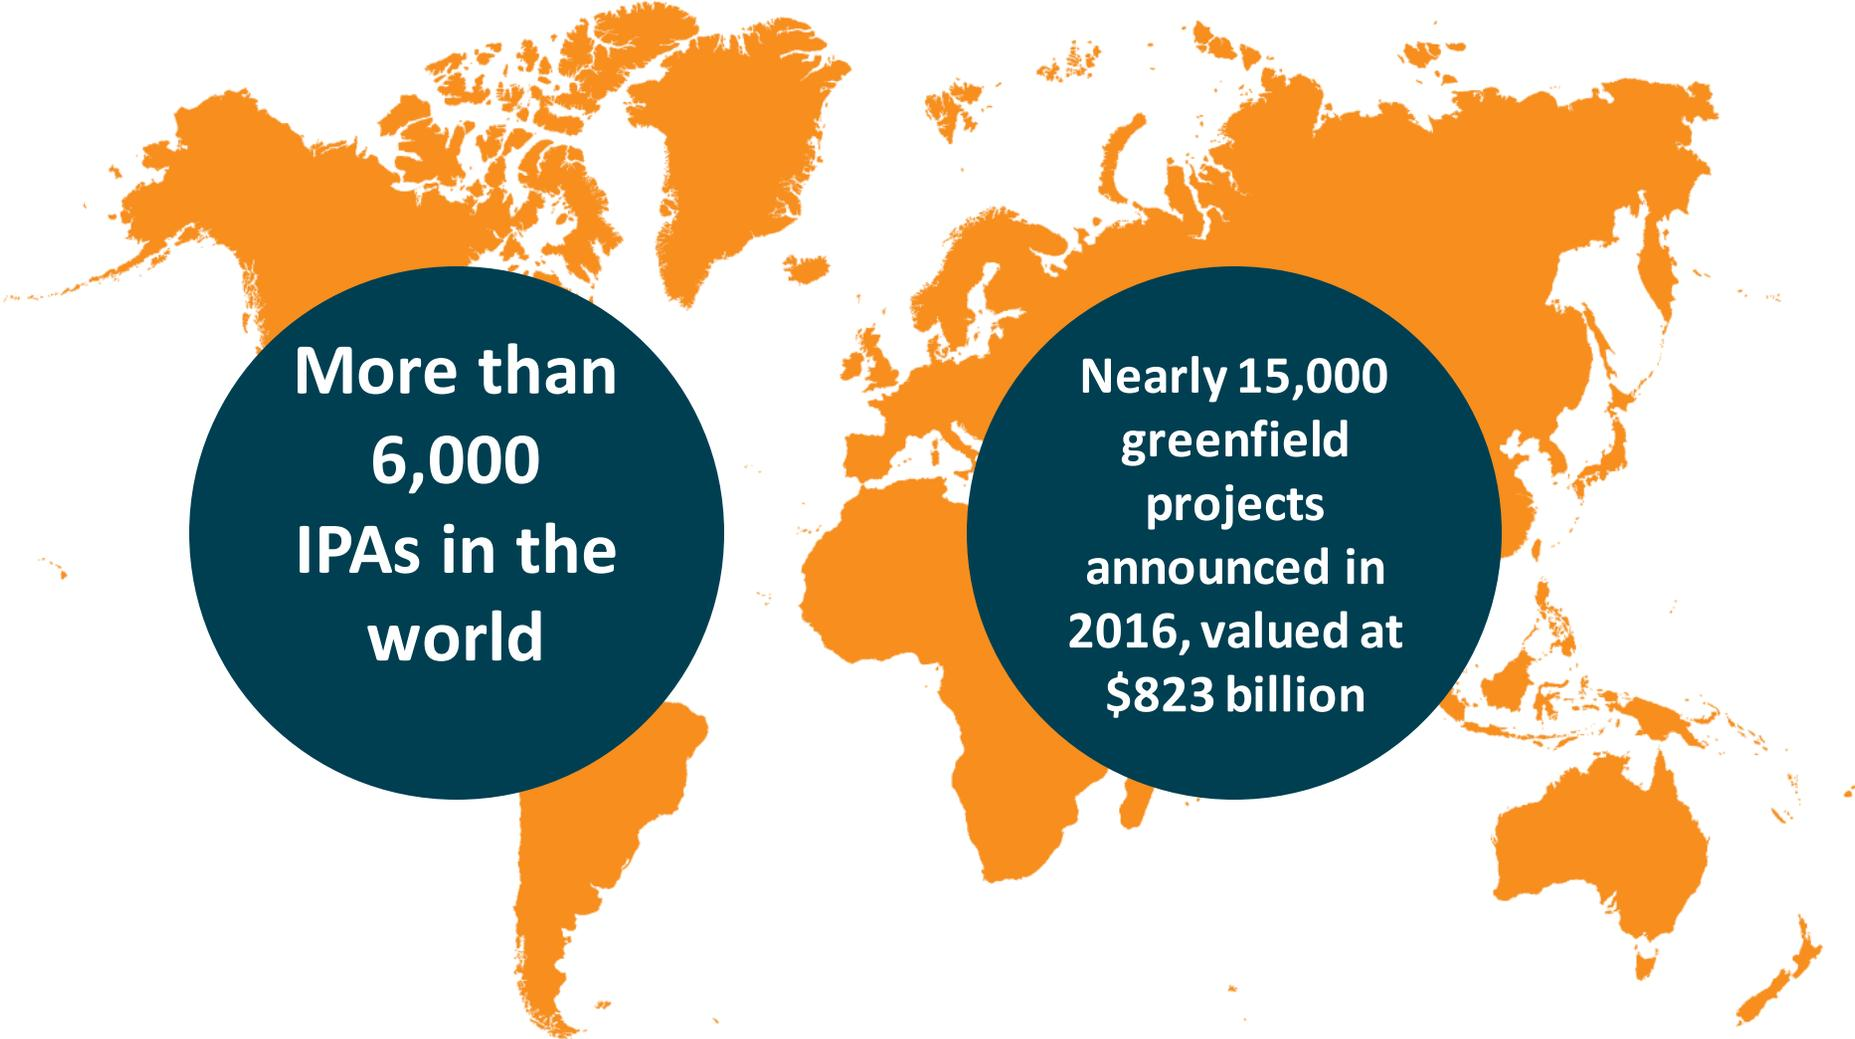 More than
6,000
IPAs in the
world
Nearly 15,000
greenfield
projects
announced in
2016, valued at
$823 billion